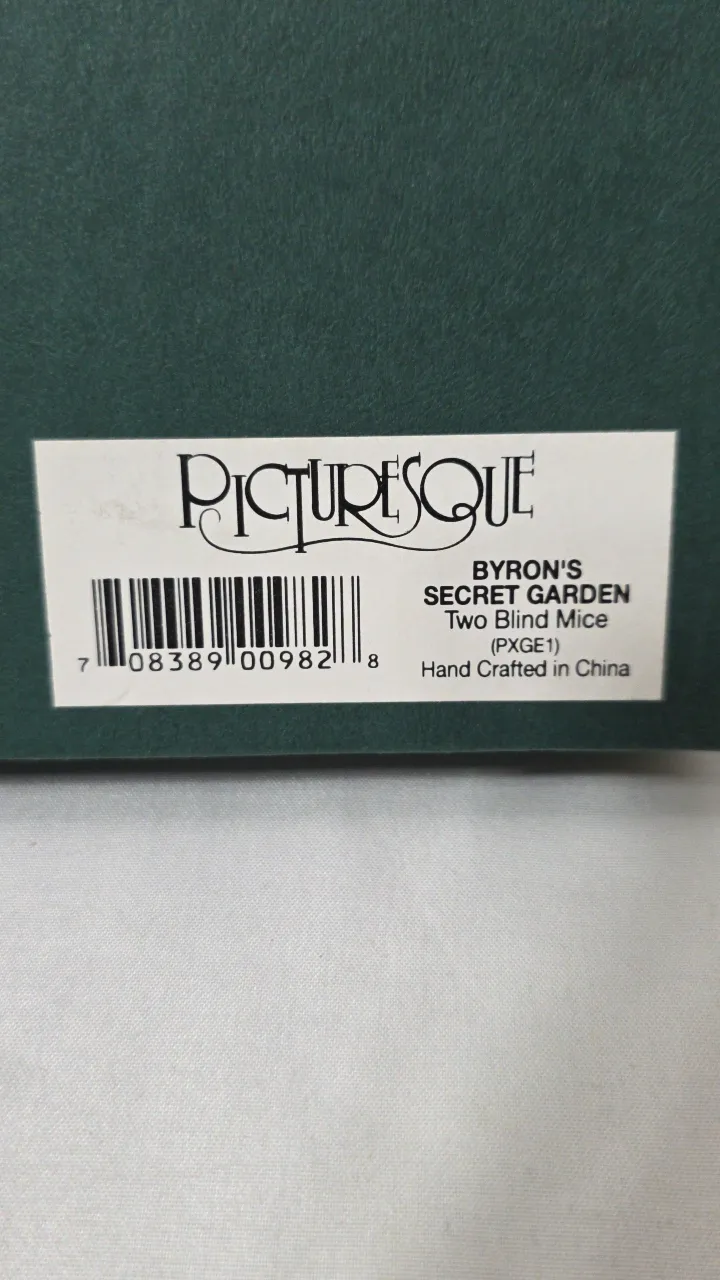 PICTURESQUE
BYRON'S
SECRET GARDEN
Two Blind Mice
(PXGE1)
Hand Crafted in China
7 08389 00982 8